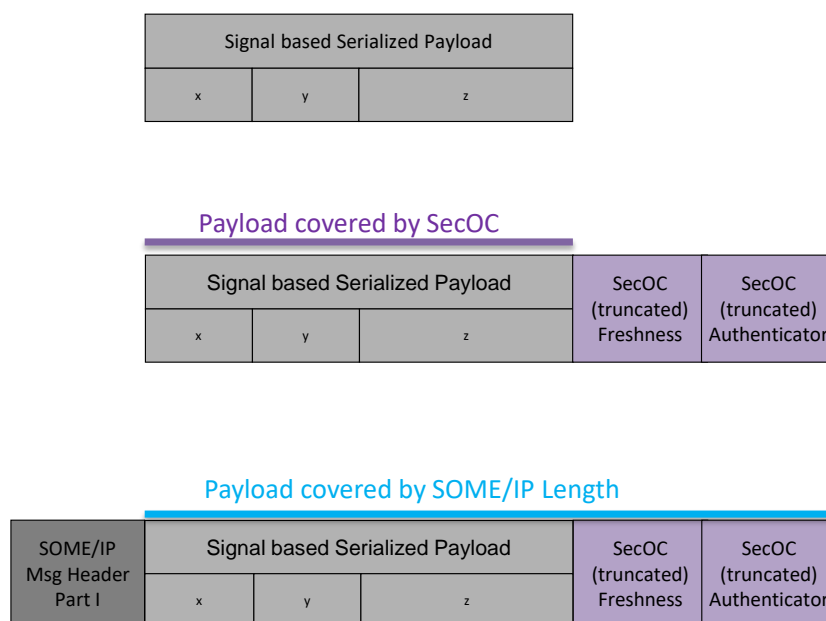 Signal based Serialized Payload
x y z
Payload covered by SecOC
Signal based Serialized Payload
x y z
SecOC
(truncated)
Freshness
SecOC
(truncated)
Authenticator
Payload covered by SOME/IP Length
SOME/IP
Msg Header
Part I
Signal based Serialized Payload
x y z
SecOC
(truncated)
Freshness
SecOC
(truncated)
Authenticator